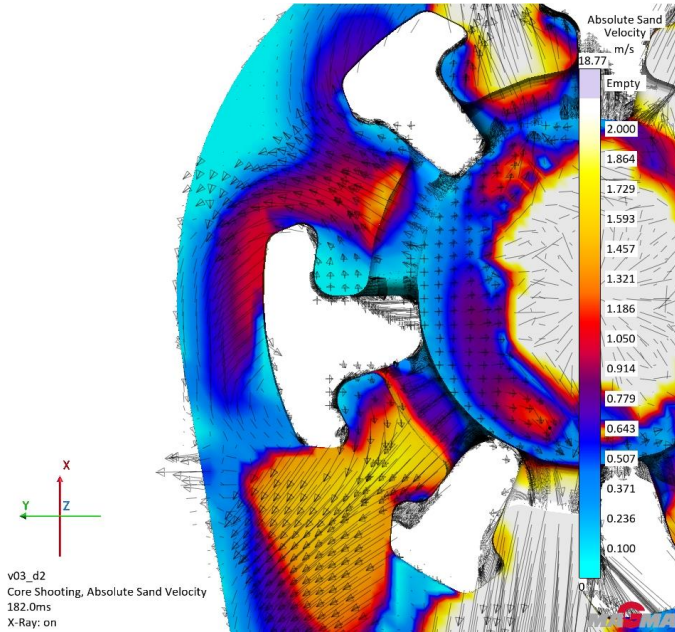 Absolute Sand
Velocity
m/s
18.77
Empty
2.000
1.864
1.729
1.593
1.457
1.321
1.186
1.050
0.914
0.779
0.643
0.507
0.371
0.236
0.100
0
X
Y
Z
v03_d2
Core Shooting, Absolute Sand Velocity
182.0ms
X-Ray: on
MAGMA